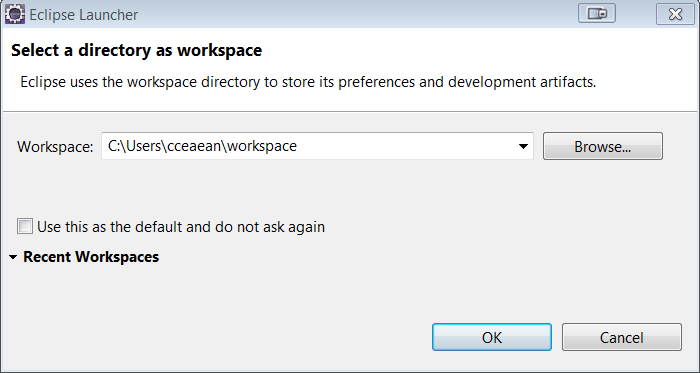 Eclipse Launcher
Select a directory as workspace
Eclipse uses the workspace directory to store its preferences and development artifacts.
Workspace: C:\Users\cceaean\workspace Browse...
Use this as the default and do not ask again
Recent Workspaces
OK Cancel